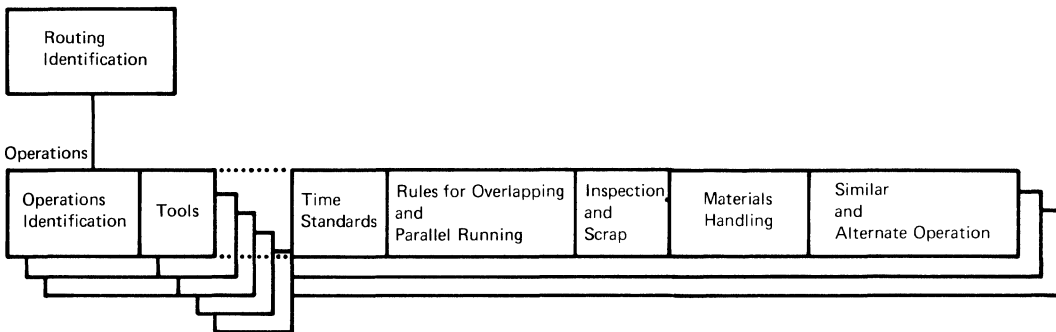 Routing
Identification
Operations
Operations
Identification
Tools
Time
Standards
Rules for Overlapping
and
Parallel Running
Inspection
and
Scrap
Materials
Handling
Similar
and
Alternate Operation